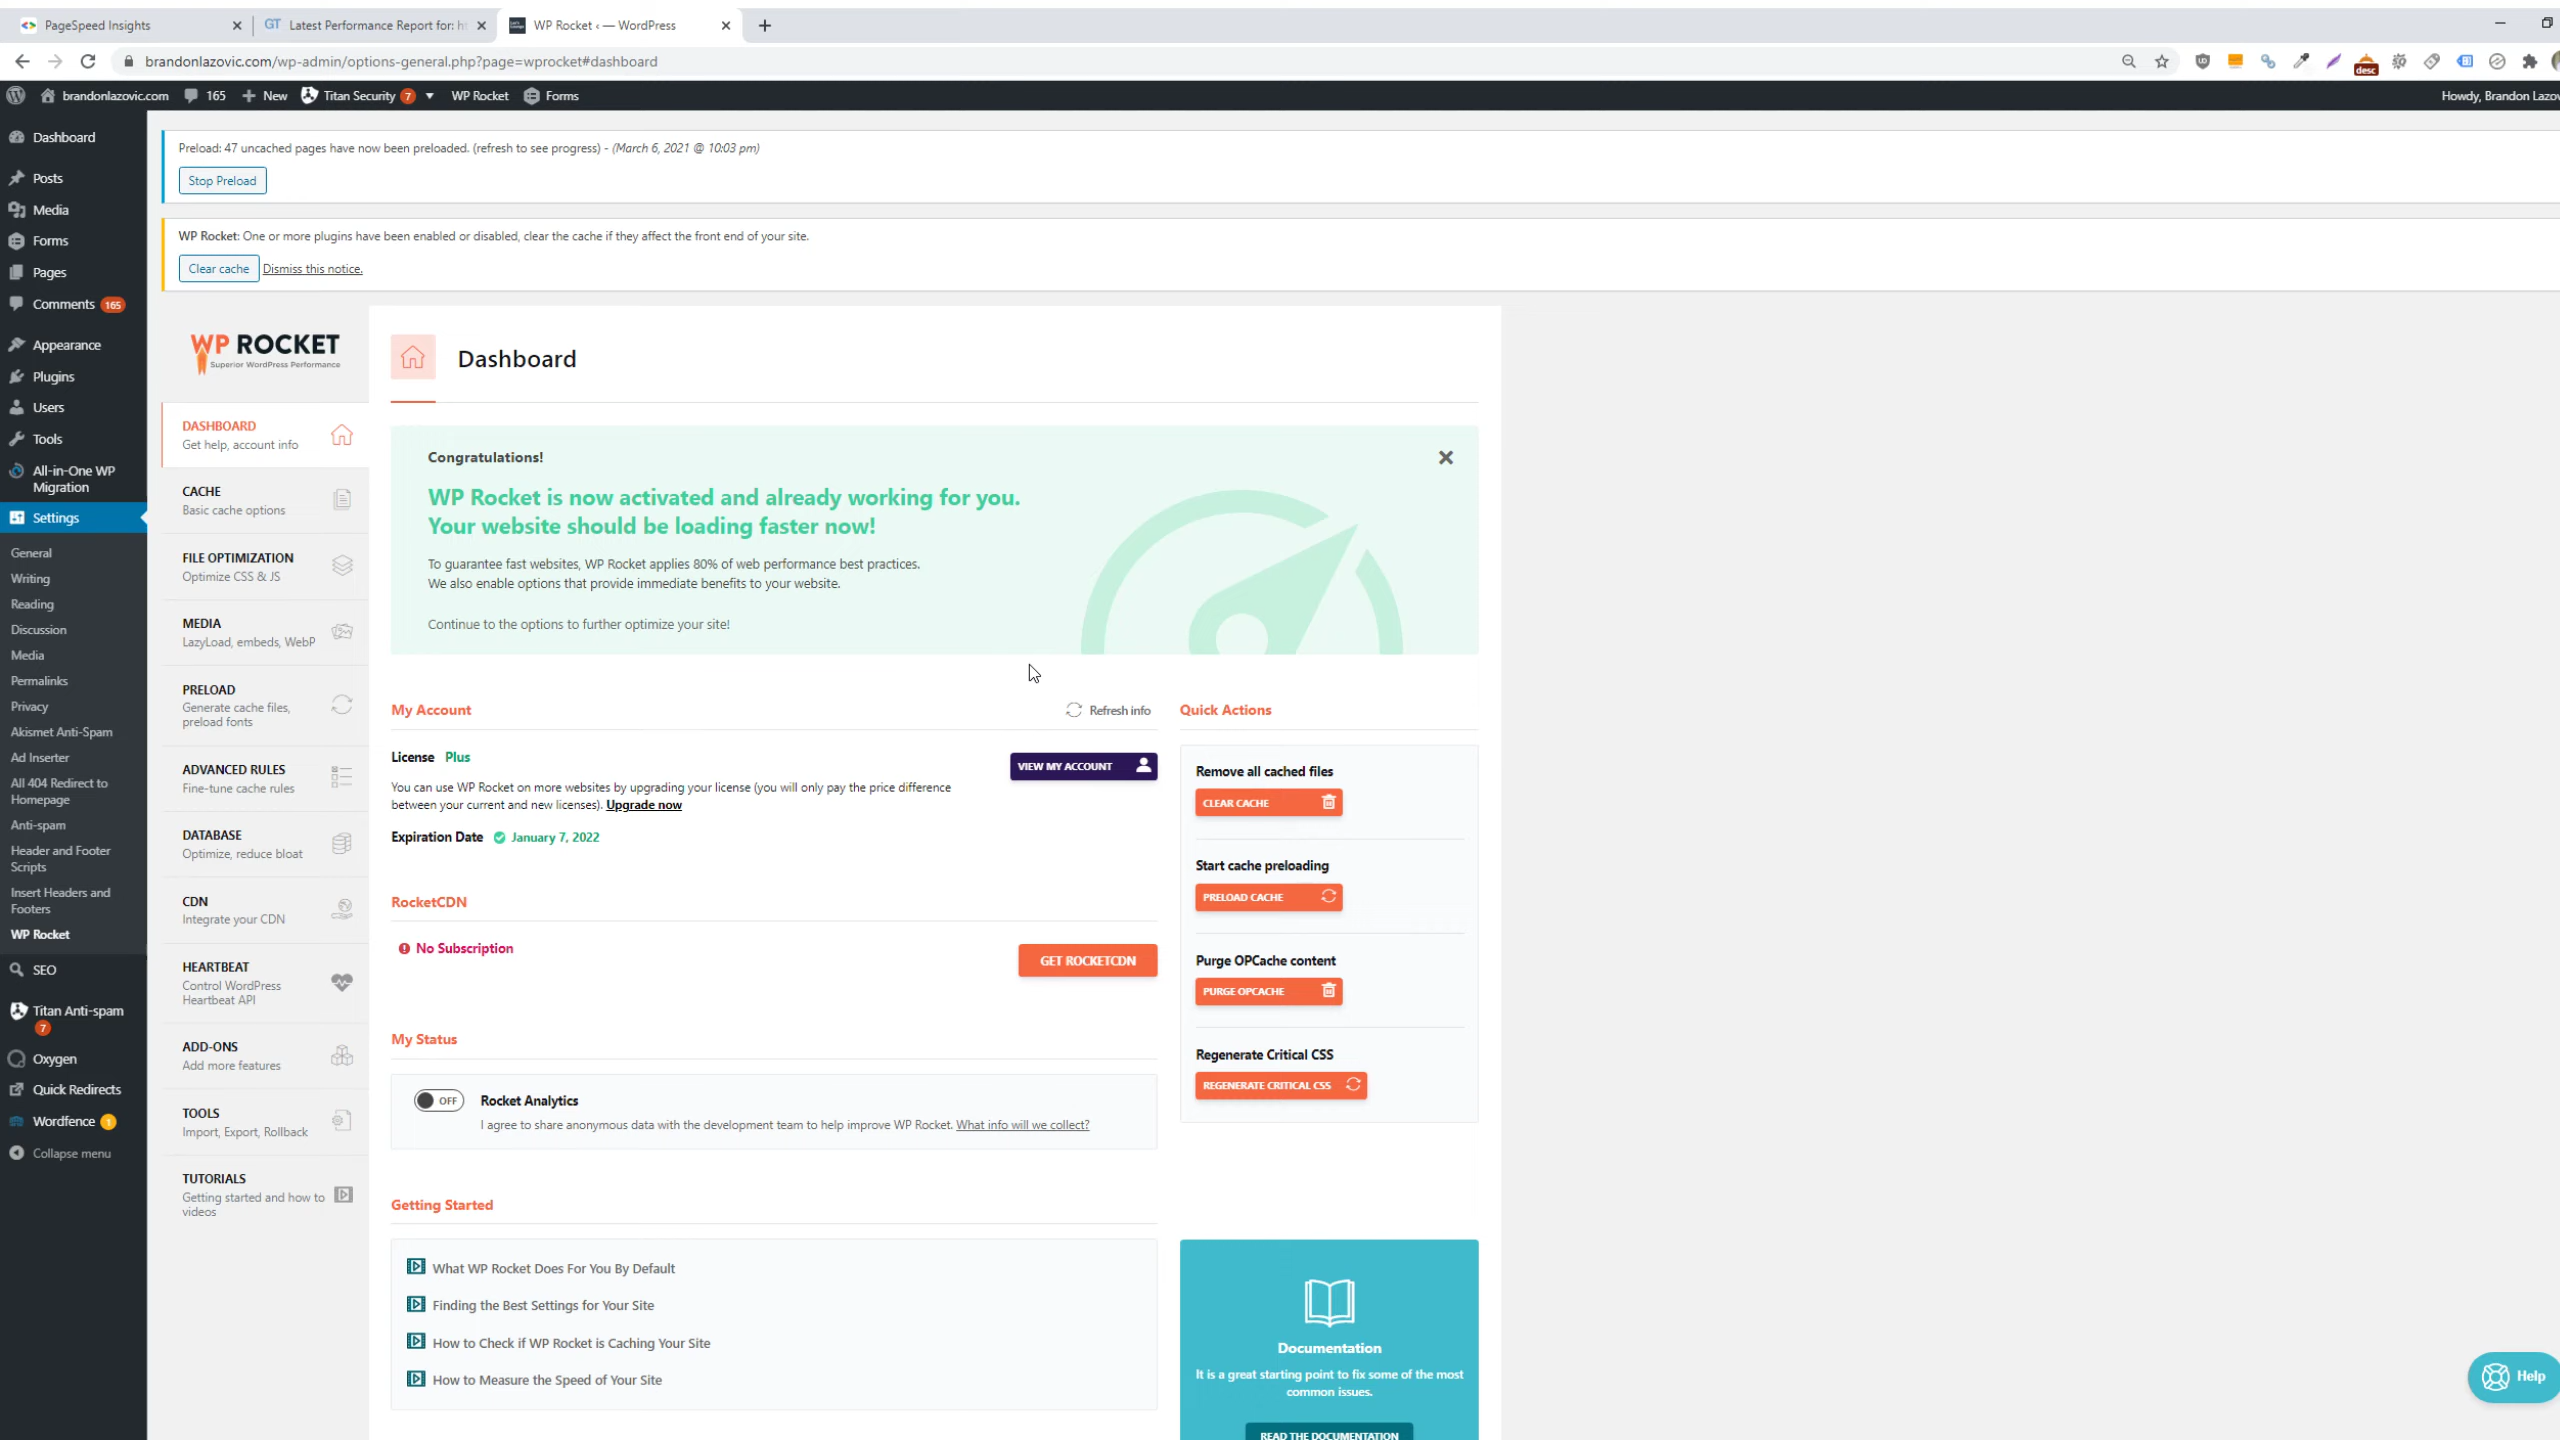 PageSpeed Insights
GT Latest Performance Report for: ht
WP Rocket ‹ — WordPress
brandonlazovic.com/wp-admin/options-general.php?page=wprocket#dashboard
desc
brandonlazovic.com 165 New Titan Security 7 WP Rocket Forms
Howdy, Brandon Lazov
Dashboard
Posts
Media
Forms
Pages
Comments 165
Appearance
Plugins
Users
Tools
All-in-One WP
Migration
Settings
General
Writing
Reading
Discussion
Media
Permalinks
Privacy
Akismet Anti-Spam
Ad Inserter
All 404 Redirect to
Homepage
Anti-spam
Header and Footer
Scripts
Insert Headers and
Footers
WP Rocket
SEO
Titan Anti-spam
7
Oxygen
Quick Redirects
Wordfence 1
Collapse menu
Preload: 47 uncached pages have now been preloaded. (refresh to see progress) - (March 6, 2021 @ 10:03 pm)
Stop Preload
WP Rocket: One or more plugins have been enabled or disabled, clear the cache if they affect the front end of your site.
Clear cache Dismiss this notice.
WP ROCKET
Superior WordPress Performance
DASHBOARD
Get help, account info
CACHE
Basic cache options
FILE OPTIMIZATION
Optimize CSS & JS
MEDIA
LazyLoad, embeds, WebP
PRELOAD
Generate cache files,
preload fonts
ADVANCED RULES
Fine-tune cache rules
DATABASE
Optimize, reduce bloat
CDN
Integrate your CDN
HEARTBEAT
Control WordPress
Heartbeat API
ADD-ONS
Add more features
TOOLS
Import, Export, Rollback
TUTORIALS
Getting started and how to
videos
Dashboard
Congratulations!
WP Rocket is now activated and already working for you.
Your website should be loading faster now!
To guarantee fast websites, WP Rocket applies 80% of web performance best practices.
We also enable options that provide immediate benefits to your website.
Continue to the options to further optimize your site!
My Account
Refresh info
License Plus
VIEW MY ACCOUNT
You can use WP Rocket on more websites by upgrading your license (you will only pay the price difference
between your current and new licenses). Upgrade now
Expiration Date January 7, 2022
RocketCDN
No Subscription
GET ROCKETCDN
My Status
OFF Rocket Analytics
I agree to share anonymous data with the development team to help improve WP Rocket. What info will we collect?
Getting Started
What WP Rocket Does For You By Default
Finding the Best Settings for Your Site
How to Check if WP Rocket is Caching Your Site
How to Measure the Speed of Your Site
Quick Actions
Remove all cached files
CLEAR CACHE
Start cache preloading
PRELOAD CACHE
Purge OPCache content
PURGE OPCACHE
Regenerate Critical CSS
REGENERATE CRITICAL CSS
Documentation
It is a great starting point to fix some of the most
common issues.
READ THE DOCUMENTATION
Help